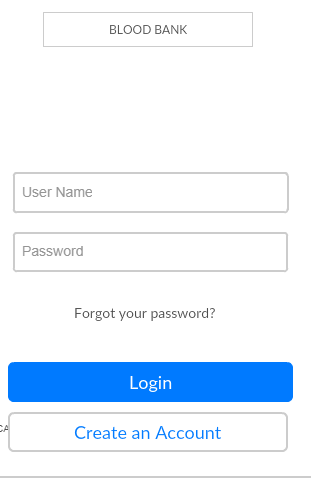 BLOOD BANK
User Name
Password
Forgot your password?
Login
Create an Account